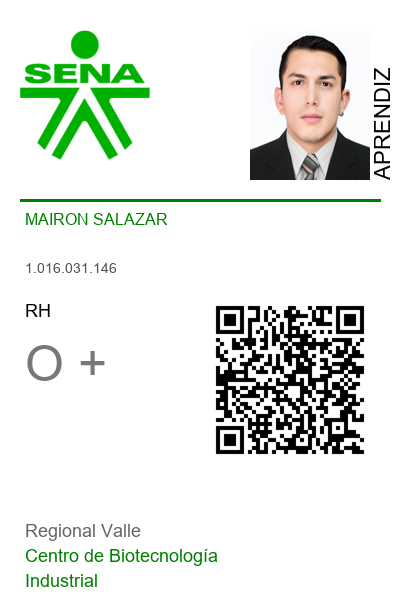 SENA
APRENDIZ
MAIRON SALAZAR
1.016.031.146
RH
O +
Regional Valle
Centro de Biotecnología
Industrial